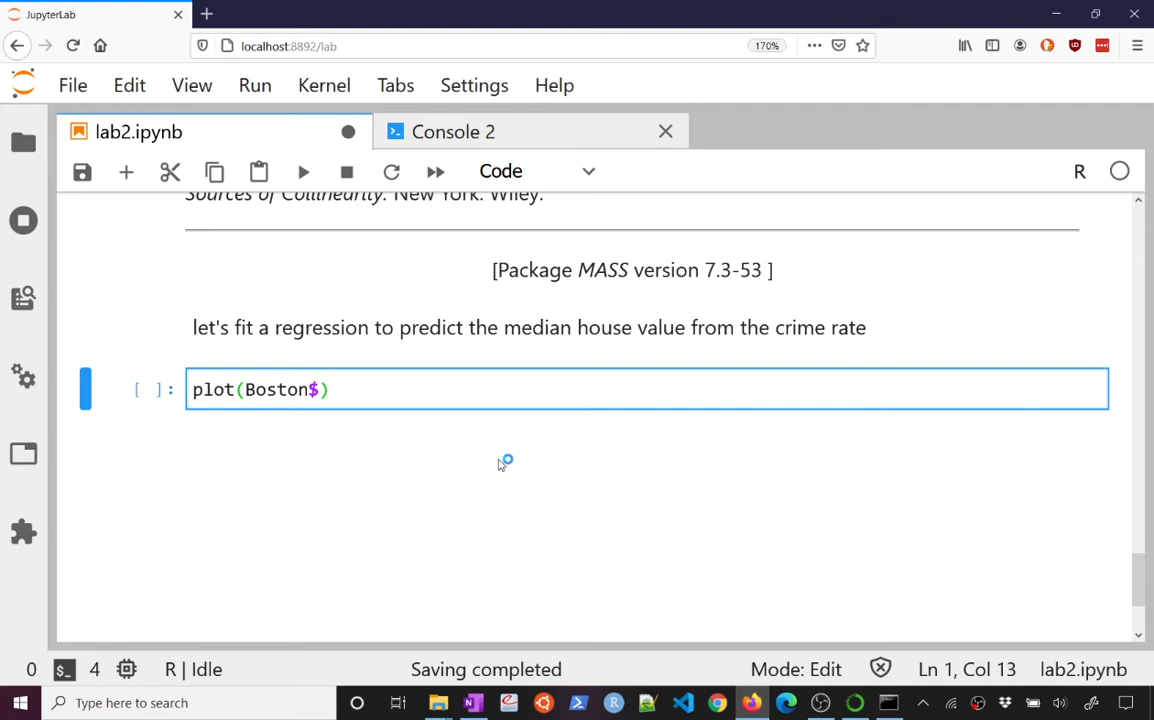 JupyterLab
localhost:8892/lab
170%
File Edit View Run Kernel Tabs Settings Help
lab2.ipynb
Console 2
Code
R
Sources of Collinearity. New York: Wiley.
[Package MASS version 7.3-53 ]
let's fit a regression to predict the median house value from the crime rate
[ ]: plot(Boston$)
0 $_ 4 R | Idle Saving completed Mode: Edit Ln 1, Col 13 lab2.ipynb
Type here to search